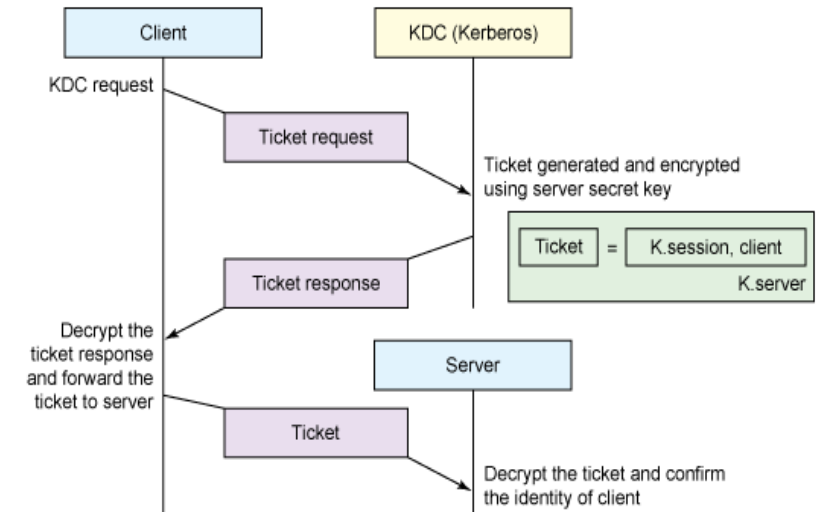 Client
KDC (Kerberos)
KDC request
Ticket request
Ticket generated and encrypted
using server secret key
Ticket = K.session, client
K.server
Ticket response
Decrypt the
ticket response
and forward the
ticket to server
Server
Ticket
Decrypt the ticket and confirm
the identity of client